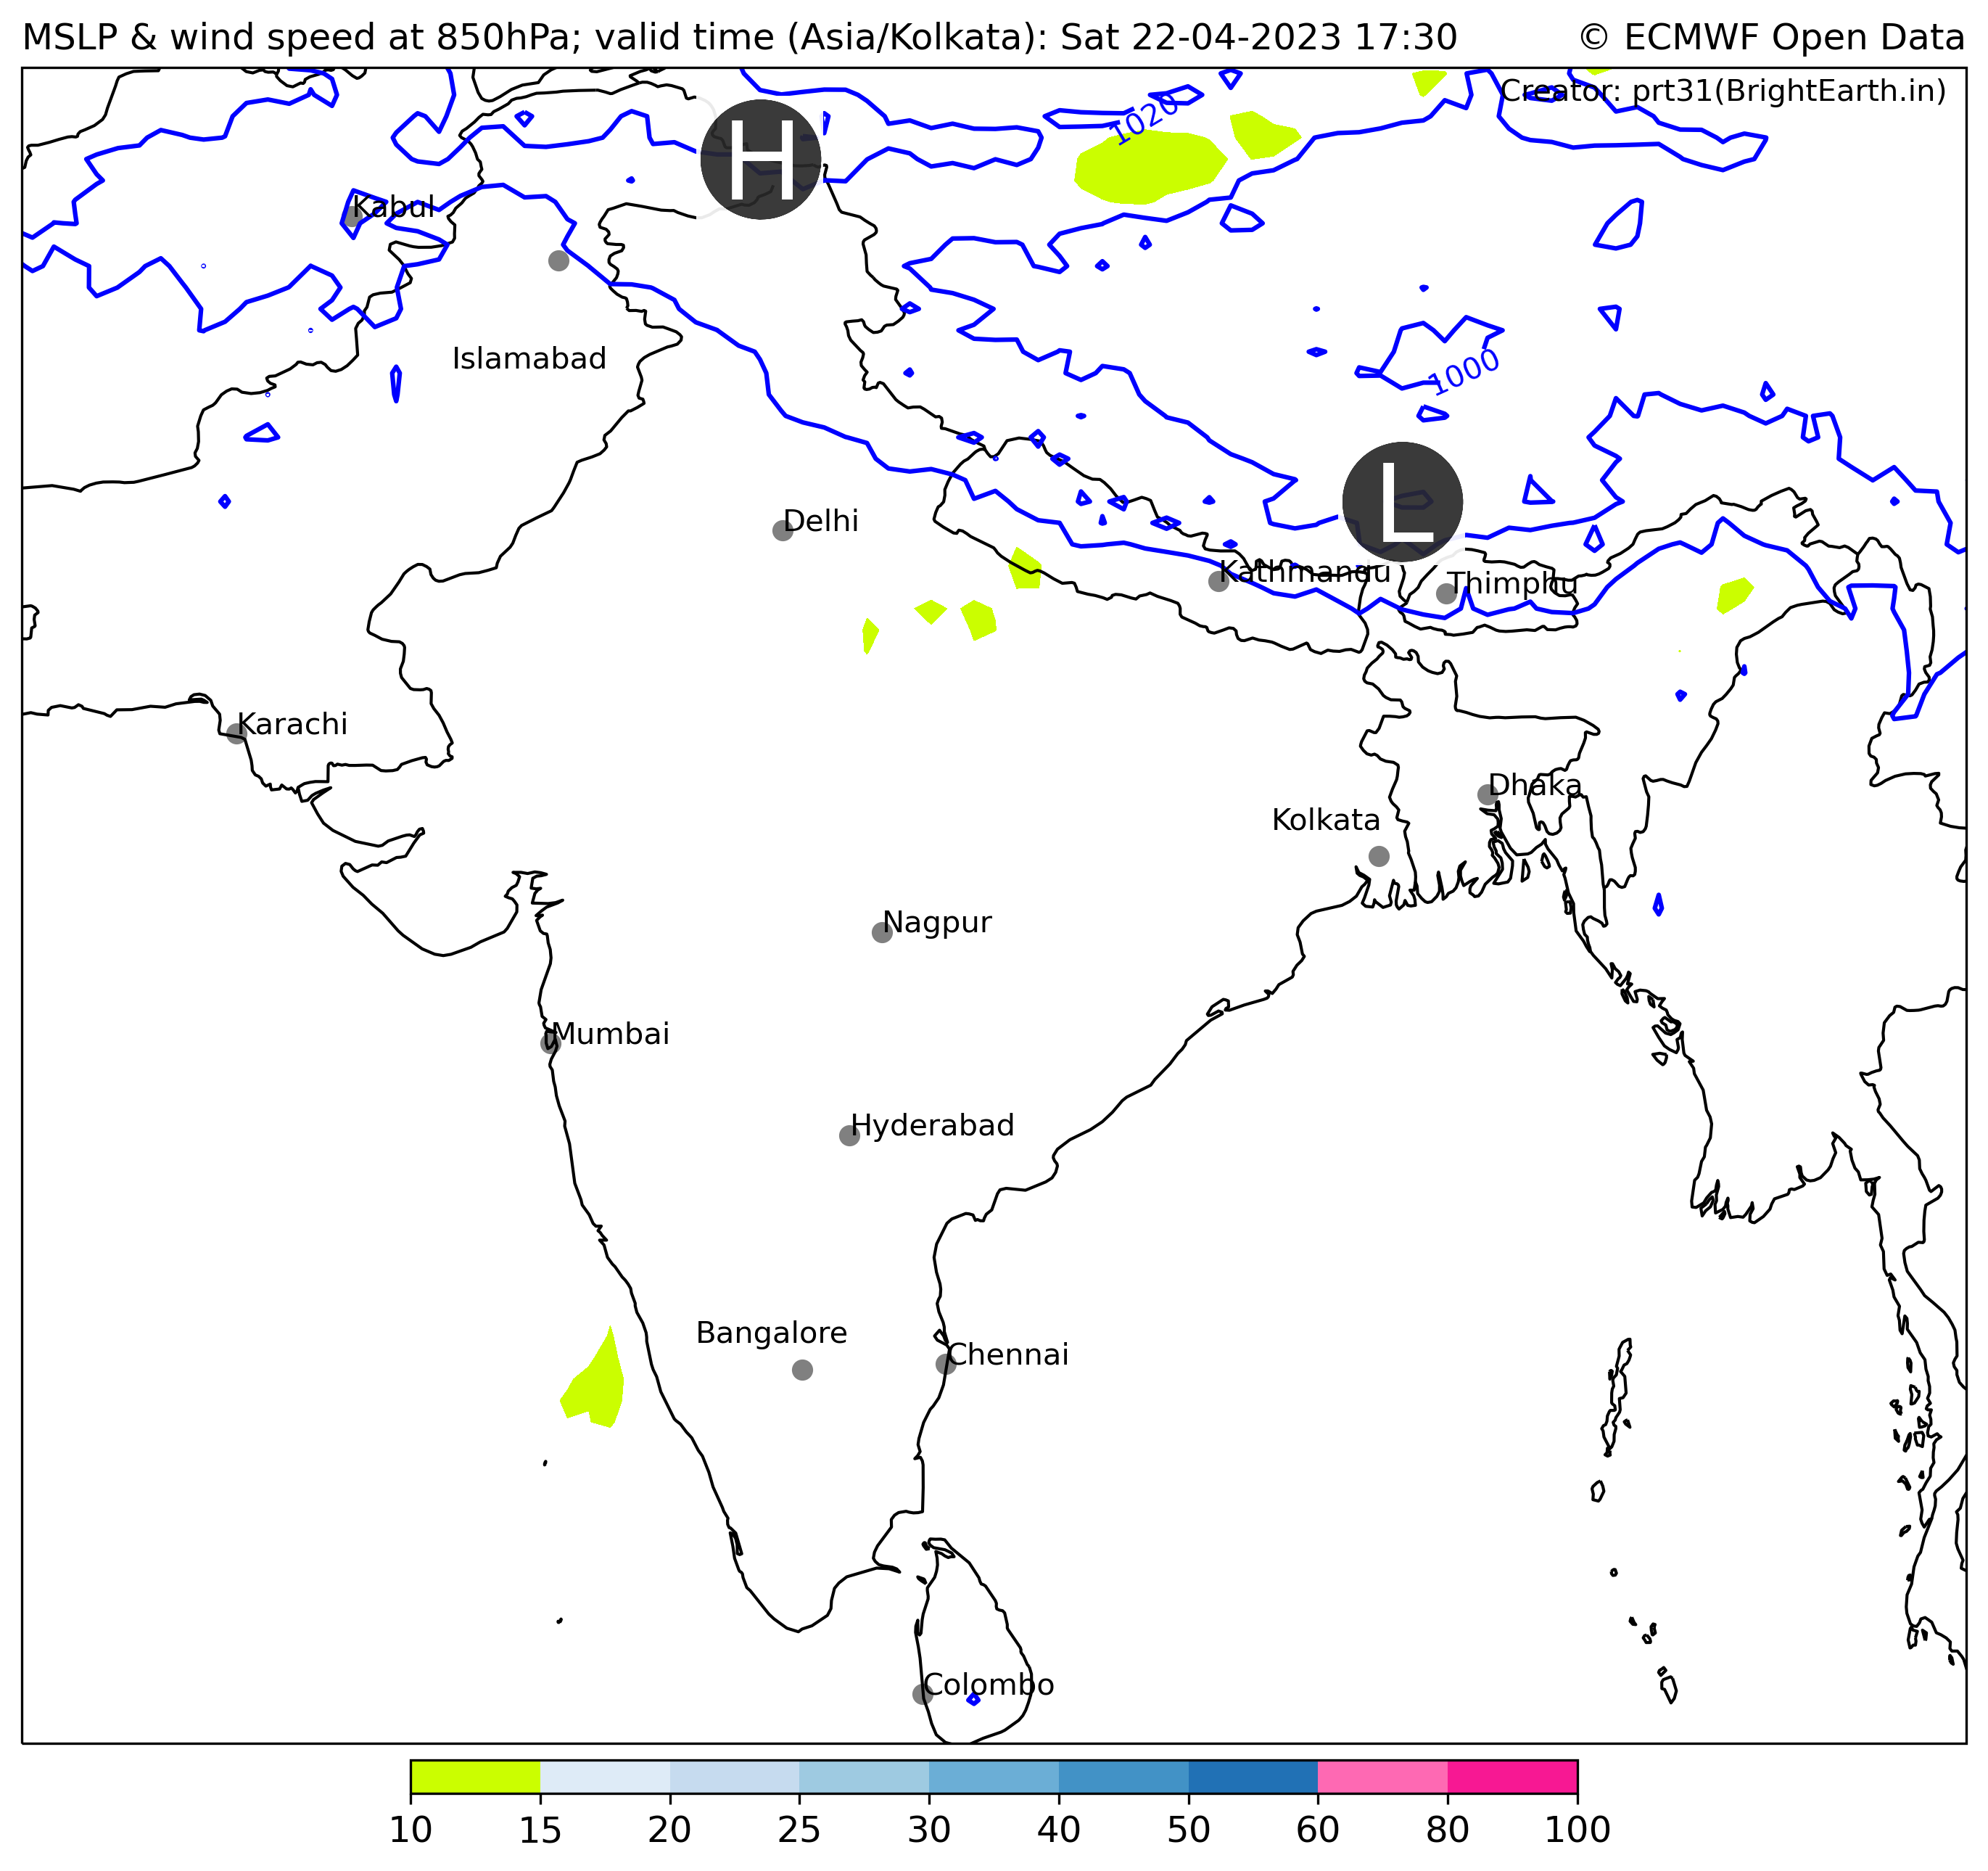 MSLP & wind speed at 850hPa; valid time (Asia/Kolkata): Sat 22-04-2023 17:30
© ECMWF Open Data
Creator: prt31(BrightEarth.in)
H
1020
Kabul
Islamabad
1000
L
Delhi
Kathmandu
Thimphu
Karachi
Dhaka
Kolkata
Nagpur
Mumbai
Hyderabad
Bangalore
Chennai
Colombo
10 15 20 25 30 40 50 60 80 100